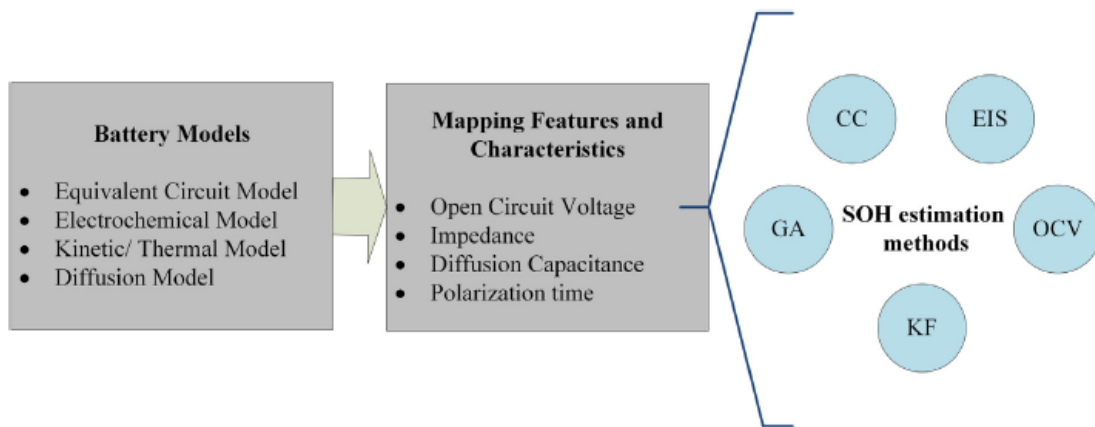 Battery Models
• Equivalent Circuit Model
• Electrochemical Model
• Kinetic/ Thermal Model
• Diffusion Model
Mapping Features and
Characteristics
• Open Circuit Voltage
• Impedance
• Diffusion Capacitance
• Polarization time
CC
EIS
GA
SOH estimation
methods
OCV
KF